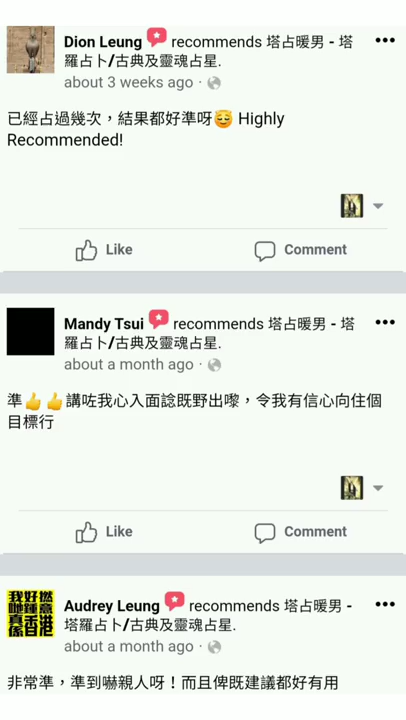 Dion Leung recommends 塔占暖男 - 塔
羅占卜/古典及靈魂占星.
about 3 weeks ago ·
已經占過幾次，結果都好準呀😌 Highly
Recommended!
Like Comment
Mandy Tsui recommends 塔占暖男 - 塔
羅占卜/古典及靈魂占星.
about a month ago ·
準👍👍講咗我心入面諗既野出嚟，令我有信心向住個
目標行
Like Comment
我哋真係
好鍾意香港
撚
Audrey Leung recommends 塔占暖男 -
塔羅占卜/古典及靈魂占星.
about a month ago ·
非常準，準到嚇親人呀！而且俾既建議都好有用